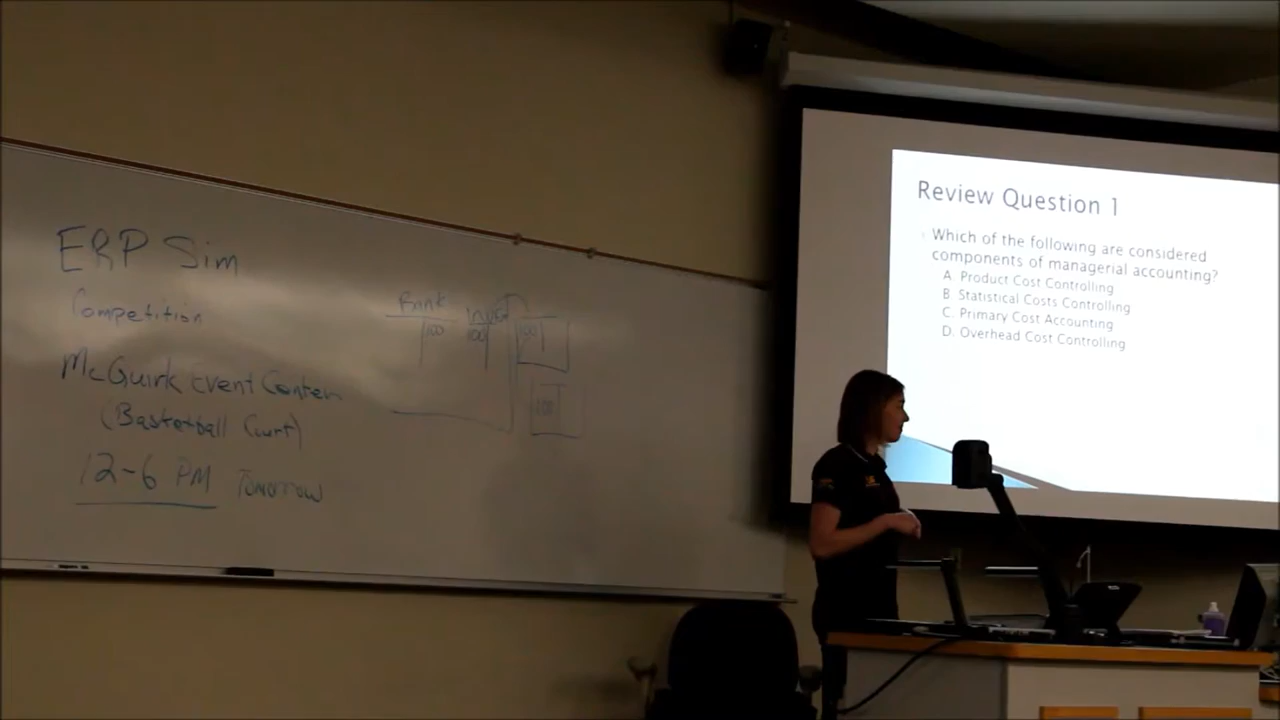 ERP Sim
Competition
McGuirk Event Center
(Basketball Court)
12-6 PM Tomorrow
Bank
100
100
100
100
Review Question 1
Which of the following are considered
components of managerial accounting?
A. Product Cost Controlling
B. Statistical Costs Controlling
C. Primary Cost Accounting
D. Overhead Cost Controlling